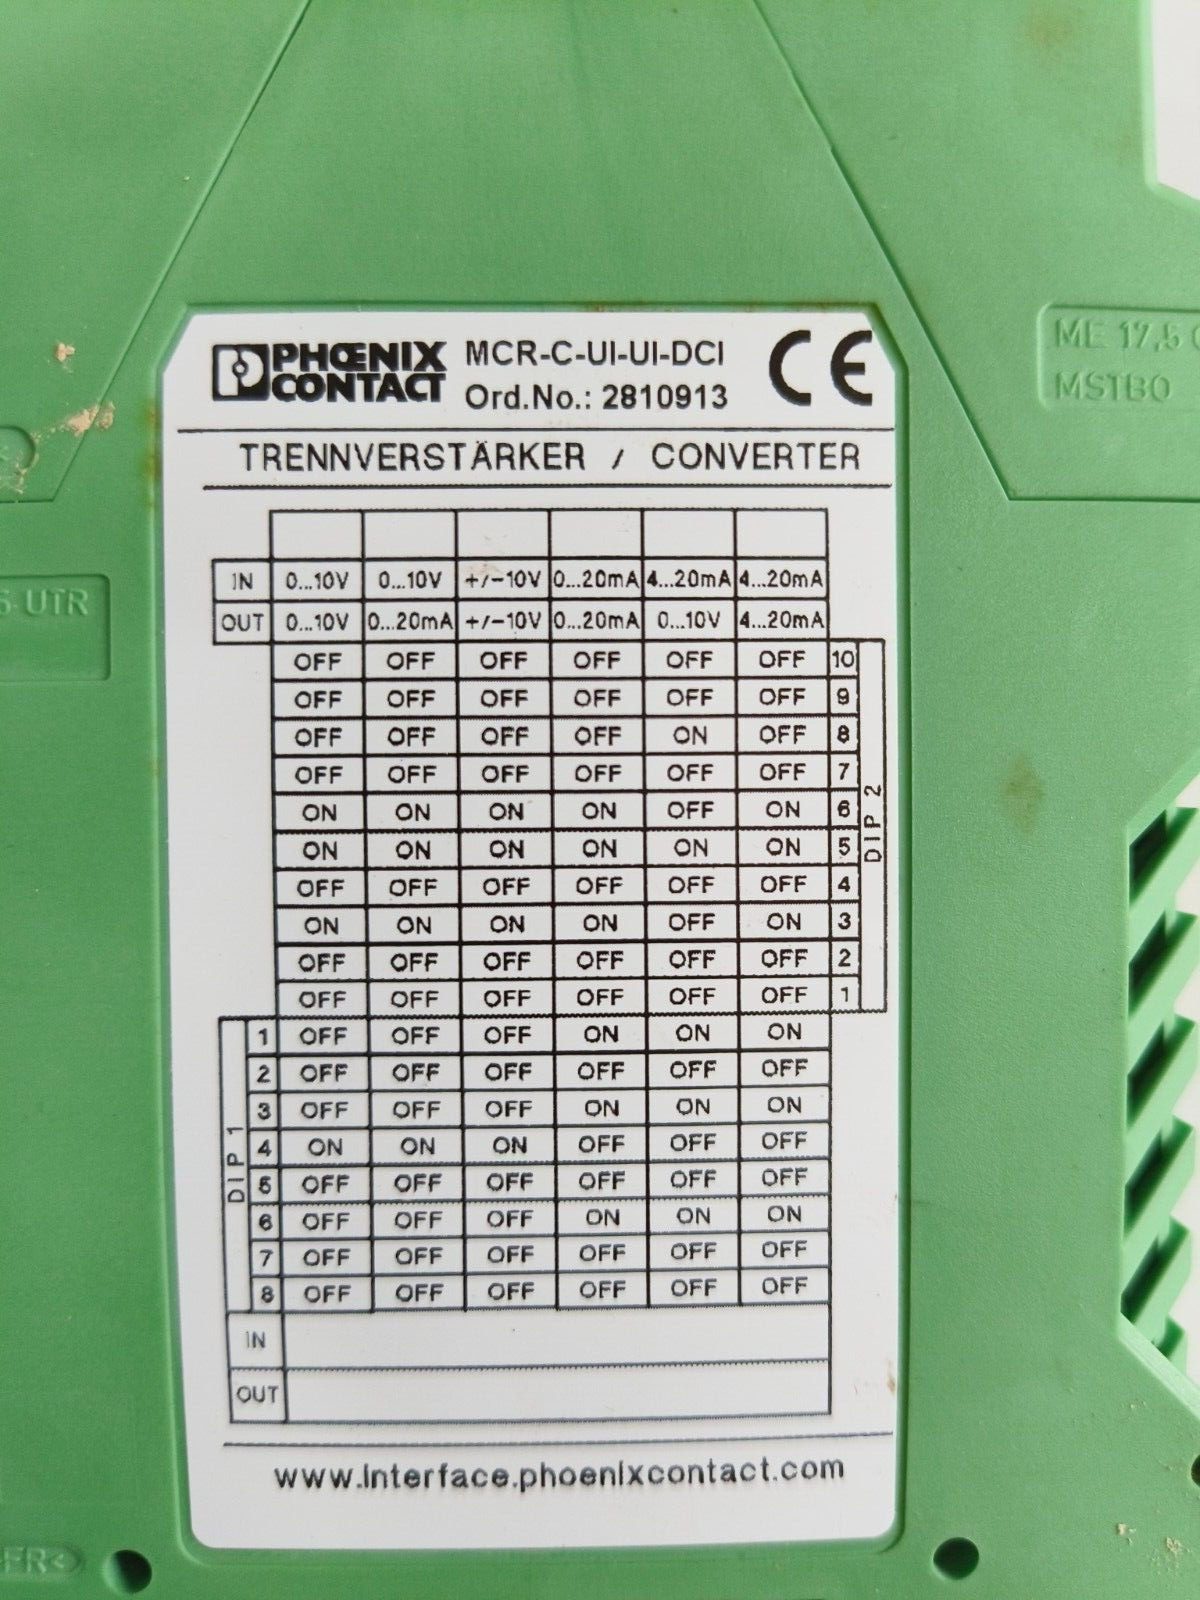 PHŒNIX CONTACT
MCR-C-UI-UI-DCI
Ord.No.: 2810913
CE
ME 17,5
MSTBO
UTR
TRENNVERSTÄRKER / CONVERTER
IN 0...10V 0...10V +/-10V 0...20mA 4...20mA 4...20mA
OUT 0...10V 0...20mA +/-10V 0...20mA 0...10V 4...20mA
OFF OFF OFF OFF OFF OFF 10
OFF OFF OFF OFF OFF OFF 9
OFF OFF OFF OFF ON OFF 8
OFF OFF OFF OFF OFF OFF 7
ON ON ON ON OFF ON 6
ON ON ON ON ON ON 5
OFF OFF OFF OFF OFF OFF 4
ON ON ON ON OFF ON 3
OFF OFF OFF OFF OFF OFF 2
OFF OFF OFF OFF OFF OFF 1
DIP 2
1 OFF OFF OFF ON ON ON
2 OFF OFF OFF OFF OFF OFF
3 OFF OFF OFF ON ON ON
4 ON ON ON OFF OFF OFF
5 OFF OFF OFF OFF OFF OFF
6 OFF OFF OFF ON ON ON
7 OFF OFF OFF OFF OFF OFF
8 OFF OFF OFF OFF OFF OFF
DIP 1
IN
OUT
www.interface.phoenixcontact.com